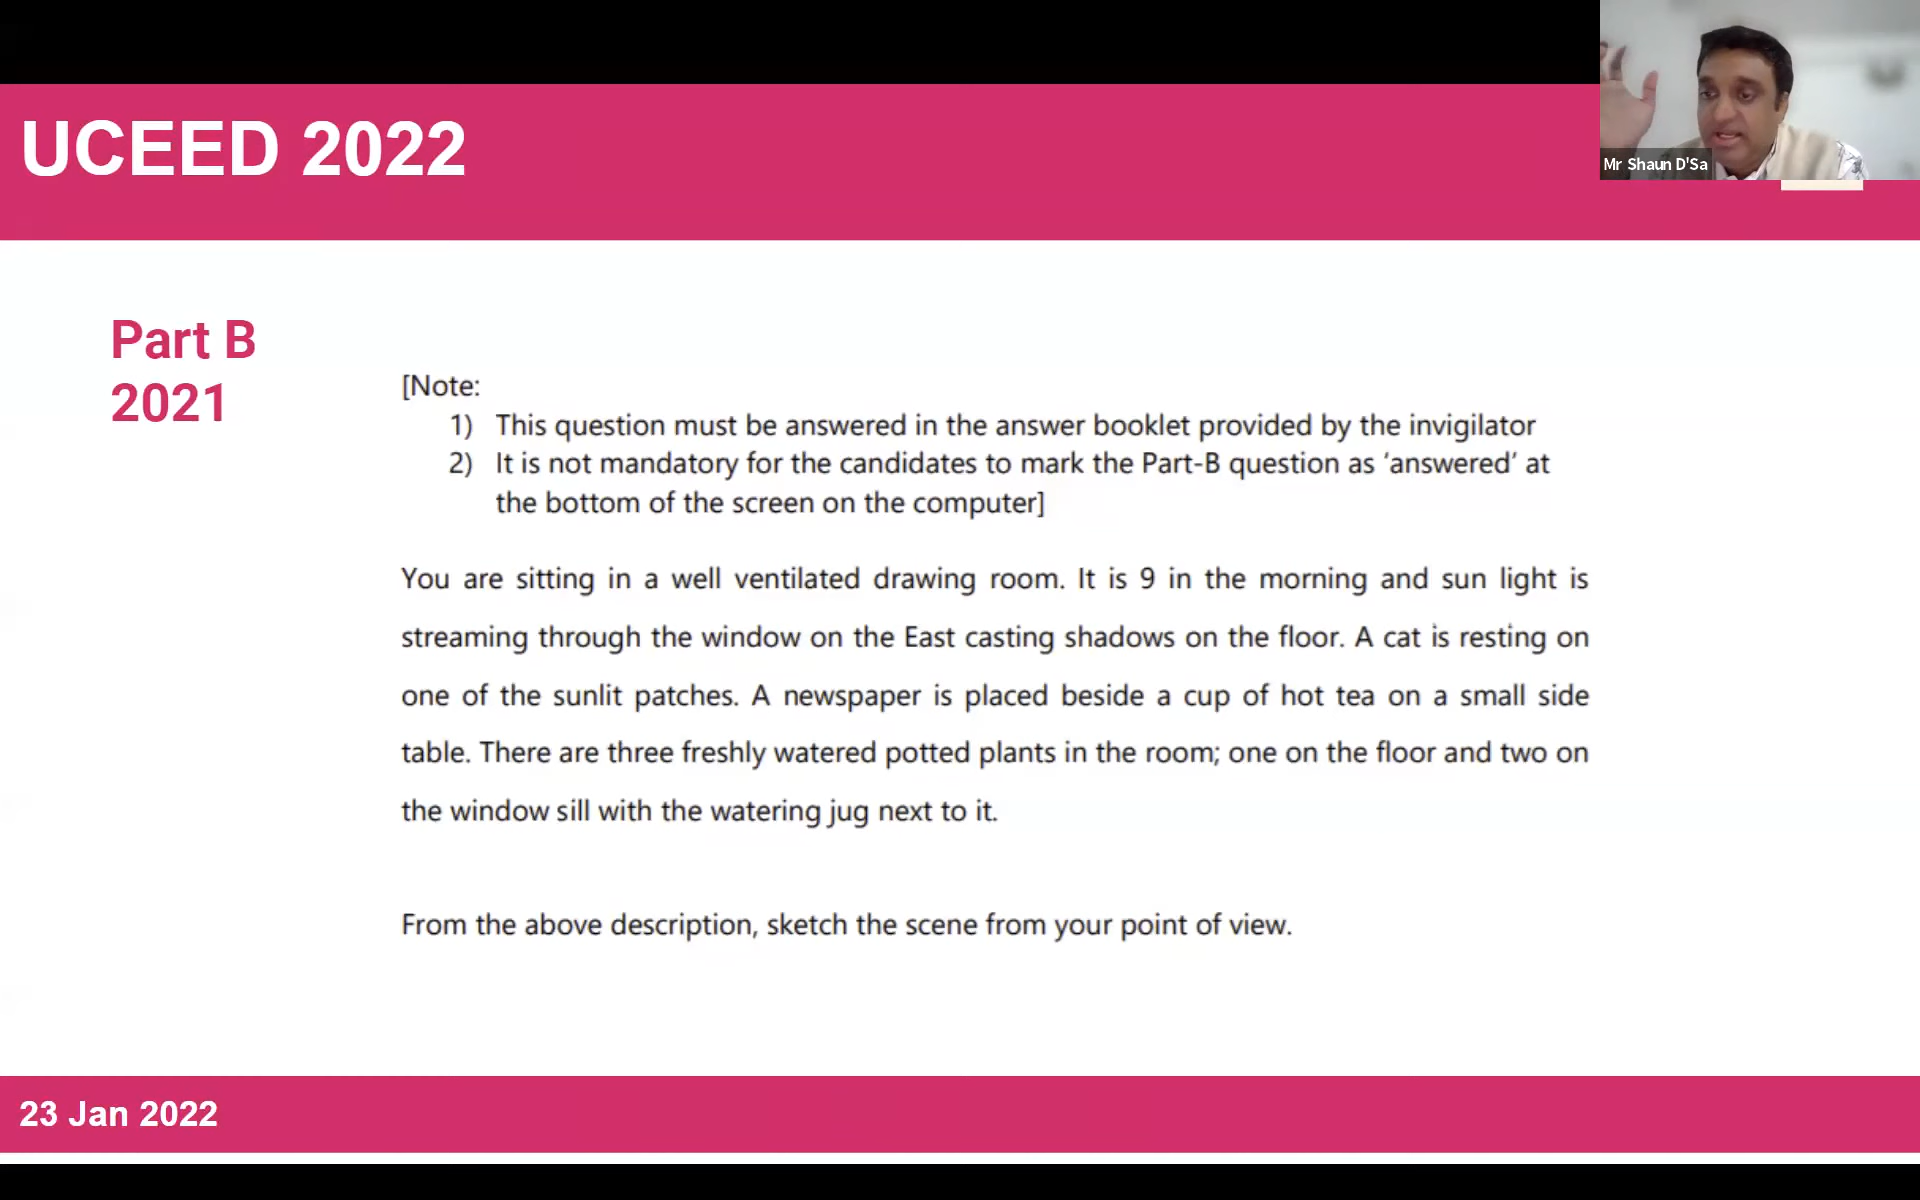 UCEED 2022
Mr Shaun D'Sa
Part B
2021
[Note:
1) This question must be answered in the answer booklet provided by the invigilator
2) It is not mandatory for the candidates to mark the Part-B question as ‘answered’ at
the bottom of the screen on the computer]
You are sitting in a well ventilated drawing room. It is 9 in the morning and sun light is
streaming through the window on the East casting shadows on the floor. A cat is resting on
one of the sunlit patches. A newspaper is placed beside a cup of hot tea on a small side
table. There are three freshly watered potted plants in the room; one on the floor and two on
the window sill with the watering jug next to it.
From the above description, sketch the scene from your point of view.
23 Jan 2022